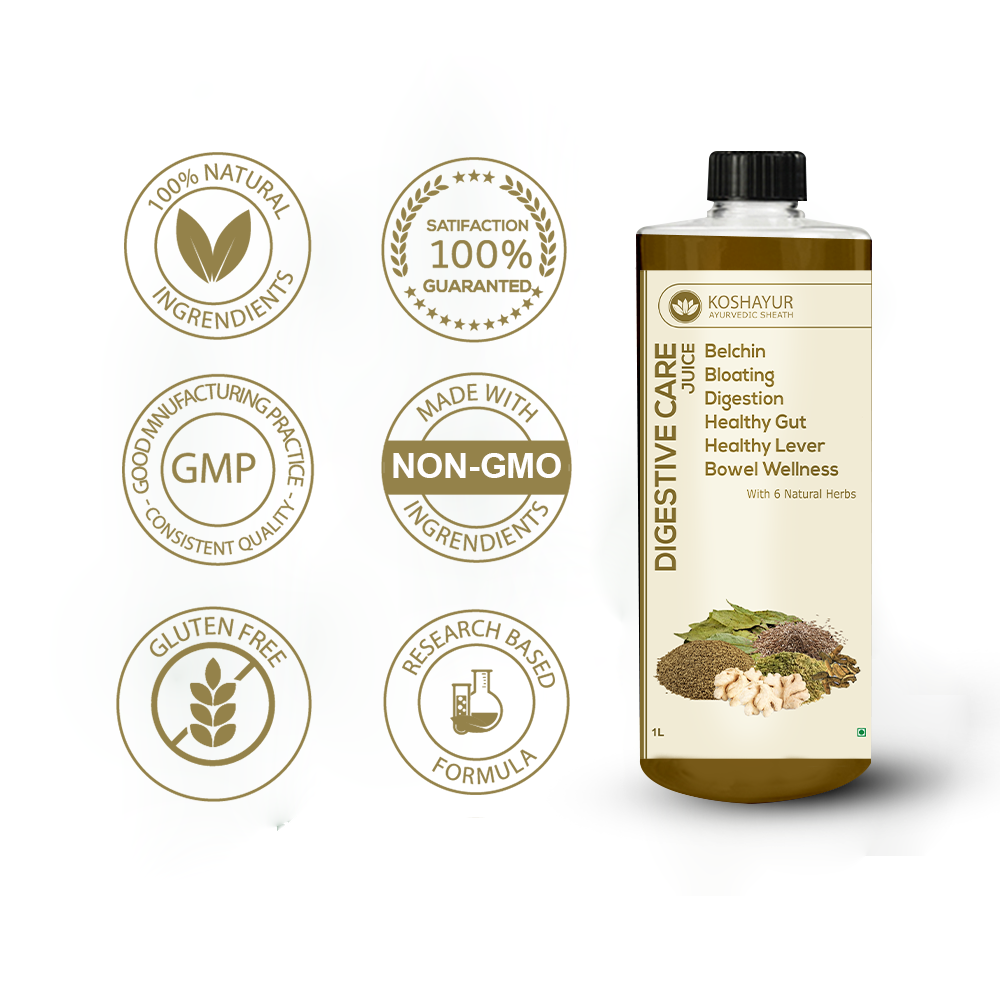 100% NATURAL
INGRENDIENTS
SATIFACTION
100%
GUARANTED
GOOD MNUFACTURING PRACTICE
GMP
- CONSISTENT QUALITY -
MADE WITH
NON-GMO
INGRENDIENTS
GLUTEN FREE
RESEARCH BASED
FORMULA
KOSHAYUR
AYURVEDIC SHEATH
DIGESTIVE CARE
JUICE
Belchin
Bloating
Digestion
Healthy Gut
Healthy Lever
Bowel Wellness
With 6 Natural Herbs
1L